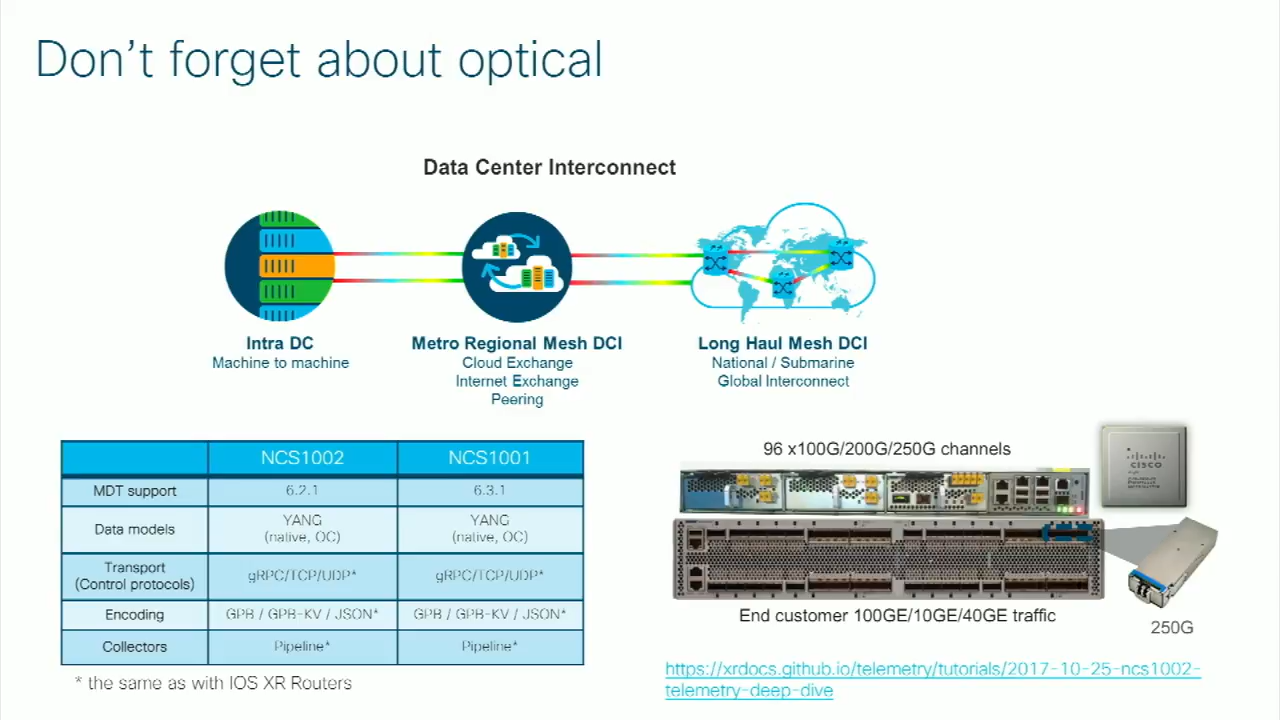 Don't forget about optical
Data Center Interconnect
Intra DC
Machine to machine
Metro Regional Mesh DCI
Cloud Exchange
Internet Exchange
Peering
Long Haul Mesh DCI
National / Submarine
Global Interconnect
NCS1002 NCS1001
MDT support 6.2.1 6.3.1
Data models YANG YANG
(native, OC) (native, OC)
Transport
(Control protocols) gRPC/TCP/UDP* gRPC/TCP/UDP*
Encoding GPB / GPB-KV / JSON* GPB / GPB-KV / JSON*
Collectors Pipeline* Pipeline*
* the same as with IOS XR Routers
96 x100G/200G/250G channels
CISCO
End customer 100GE/10GE/40GE traffic
250G
https://xrdocs.github.io/telemetry/tutorials/2017-10-25-ncs1002-
telemetry-deep-dive